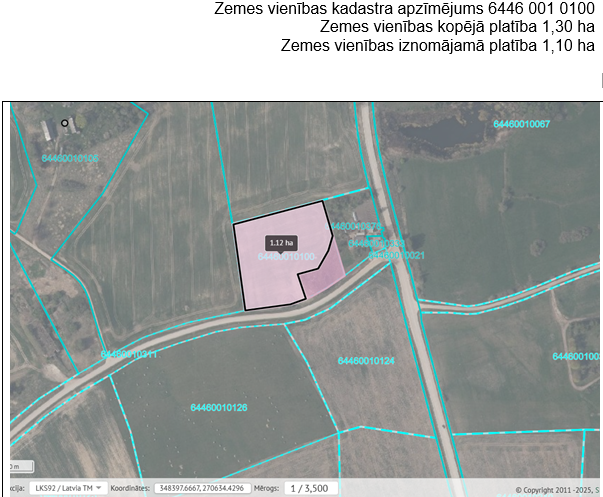 Zemes vienības kadastra apzīmējums 6446 001 0100
Zemes vienības kopējā platība 1,30 ha
Zemes vienības iznomājamā platība 1,10 ha
64460010067
64460010021
1.12 ha
64460010100
64460010211
64460010124
64460010126
0 m
LKS92 / Latvia TM
Koordinātes:
348397.6667, 270634.4296
Mērogs:
1 / 3,500
© Copyright 2011 -2025, S